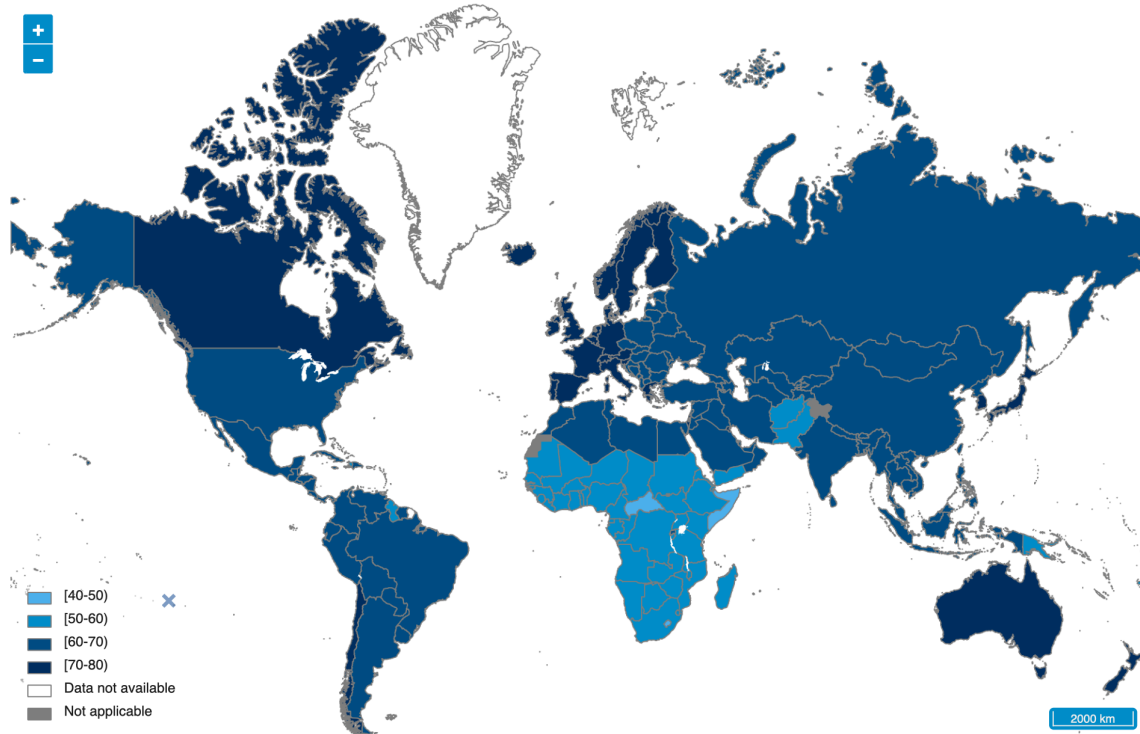 +
−
[40-50)
[50-60)
[60-70)
[70-80)
Data not available
Not applicable
2000 km